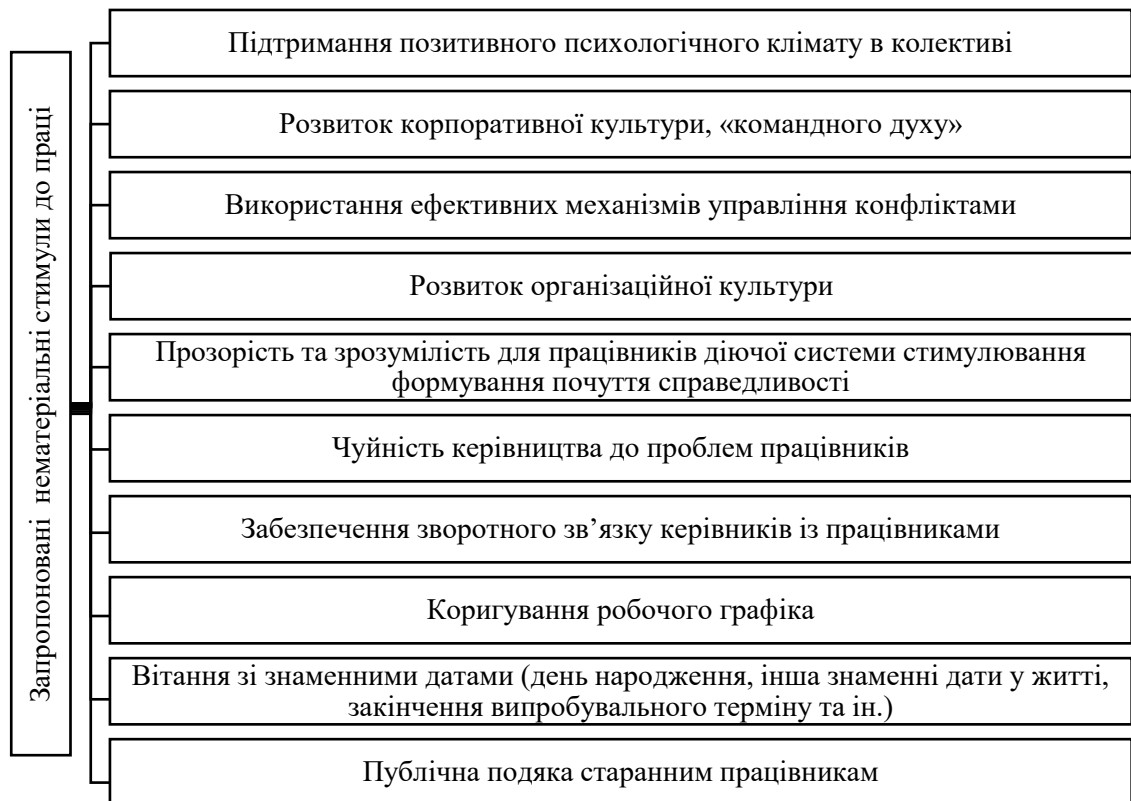 Запропоновані нематеріальні стимули до праці
Підтримання позитивного психологічного клімату в колективі
Розвиток корпоративної культури, «командного духу»
Використання ефективних механізмів управління конфліктами
Розвиток організаційної культури
Прозорість та зрозумілість для працівників діючої системи стимулювання
формування почуття справедливості
Чуйність керівництва до проблем працівників
Забезпечення зворотного зв’язку керівників із працівниками
Коригування робочого графіка
Вітання зі знаменними датами (день народження, інша знаменні дати у житті,
закінчення випробувального терміну та ін.)
Публічна подяка старанним працівникам